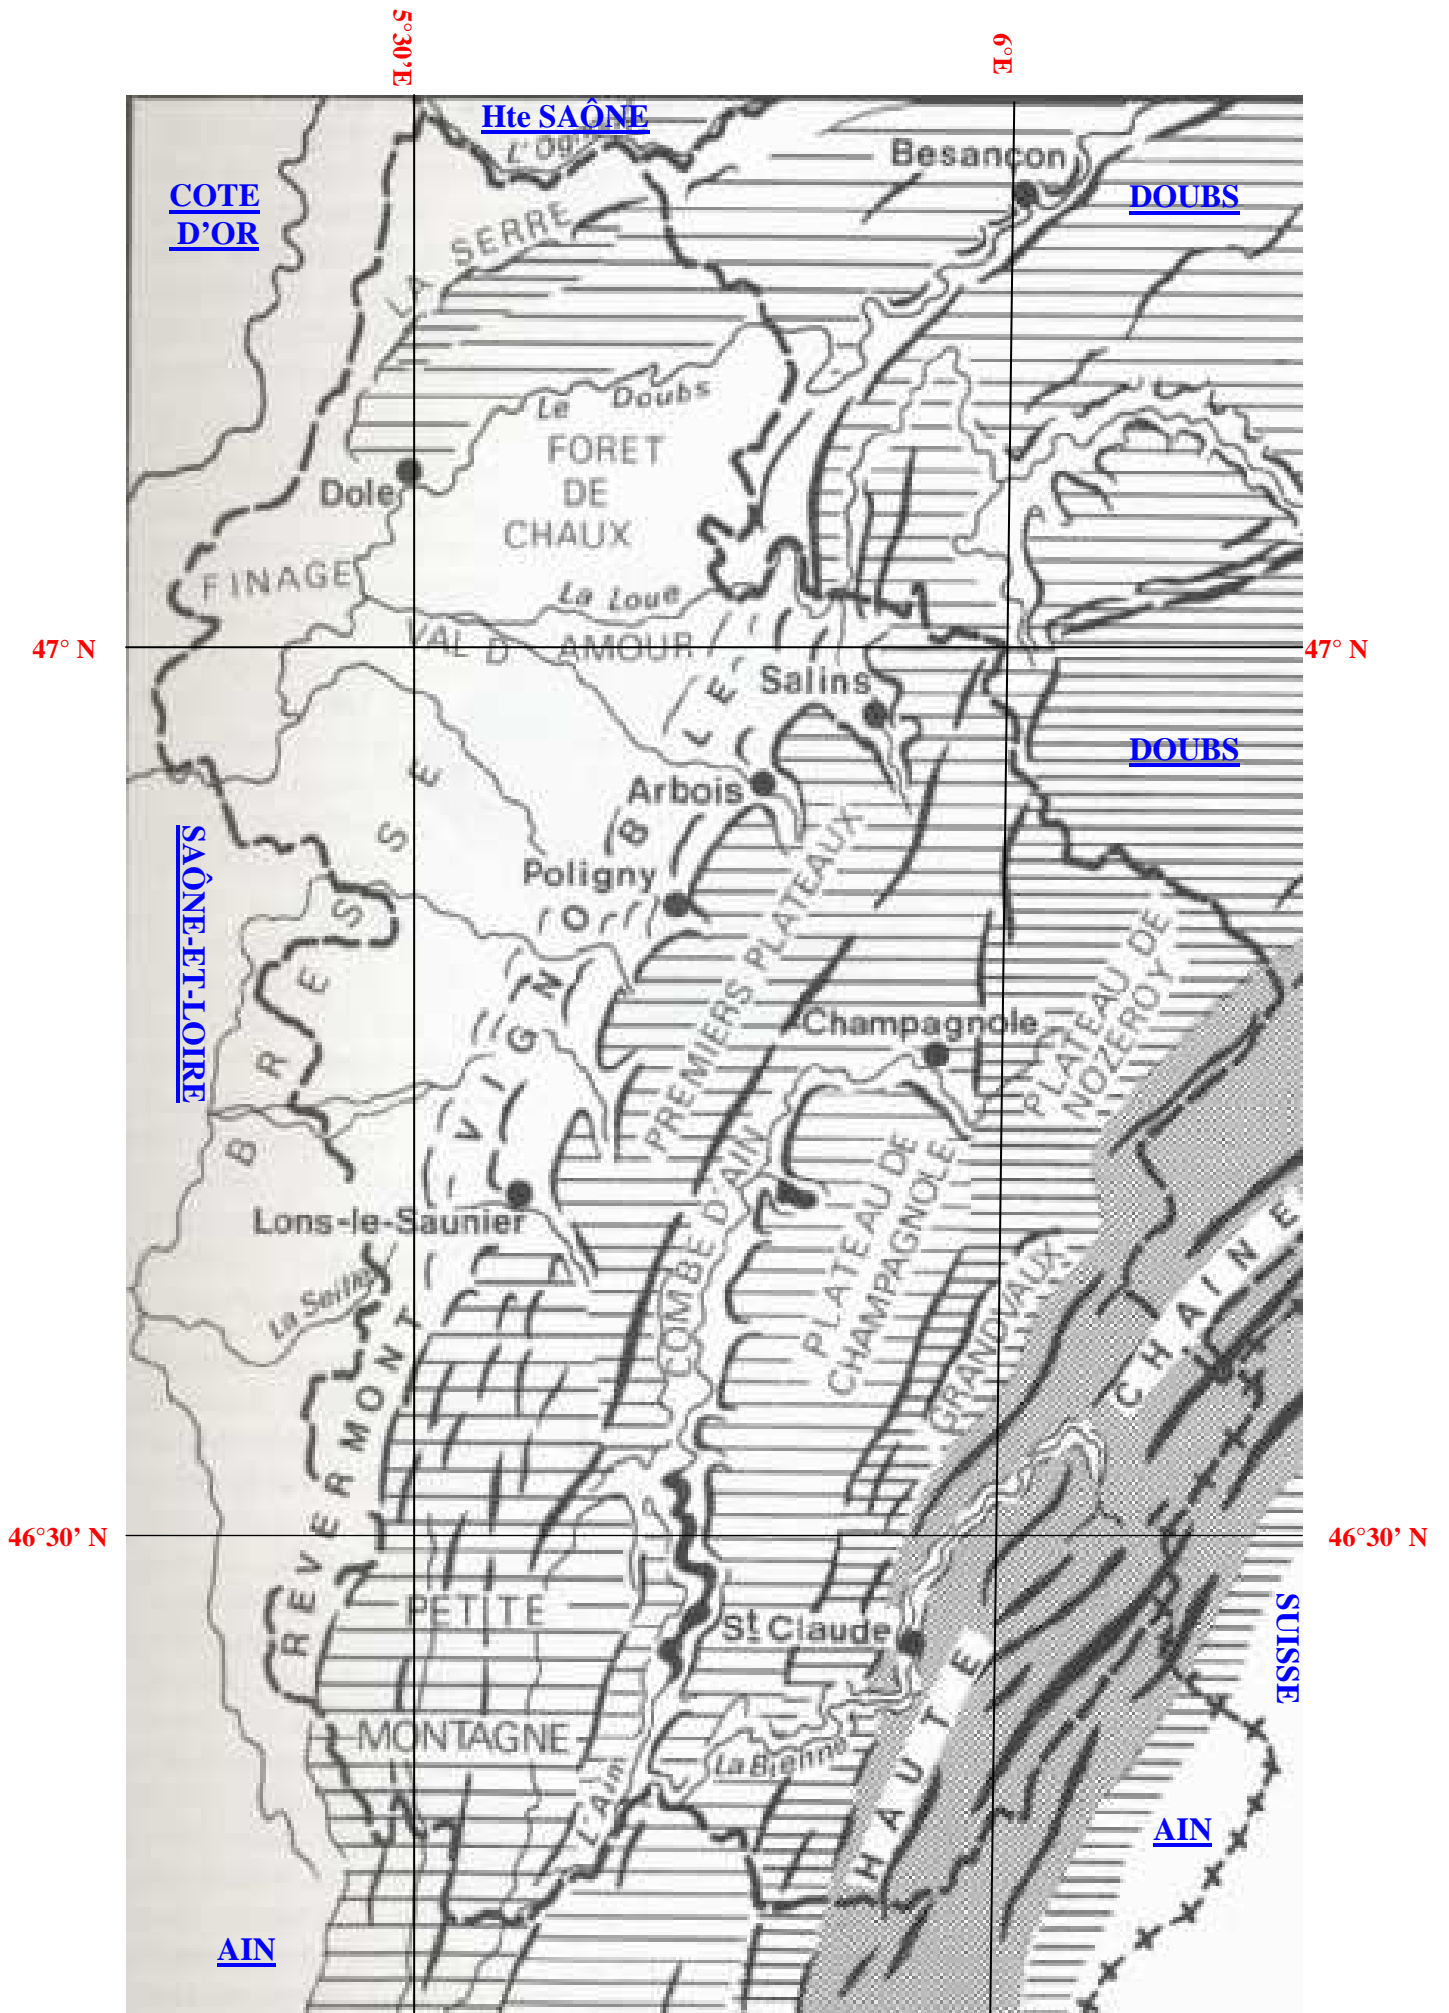 5°30'E
6°E
Hte SAÔNE
L'Ogn
Besançon
COTE
D'OR
DOUBS
LA SERRE
Le Doubs
FORET
DE
CHAUX
Dole
FINAGE
La Loue
VAL D'AMOUR
47° N
47° N
Salins
DOUBS
Arbois
SAÔNE-ET-LOIRE
Poligny
BRESSE
VIGNOBLE
PREMIERS PLATEAUX
PLATEAU DE
NOZEROY
Champagnole
COMBE D'AIN
PLATEAU DE
CHAMPAGNOLE
Lons-le-Saunier
La Seille
GRANDVAUX
HAUTE CHAINE
REVERMONT
46°30' N
46°30' N
PETITE
MONTAGNE
St Claude
SUISSE
La Bienne
L'Ain
AIN
AIN